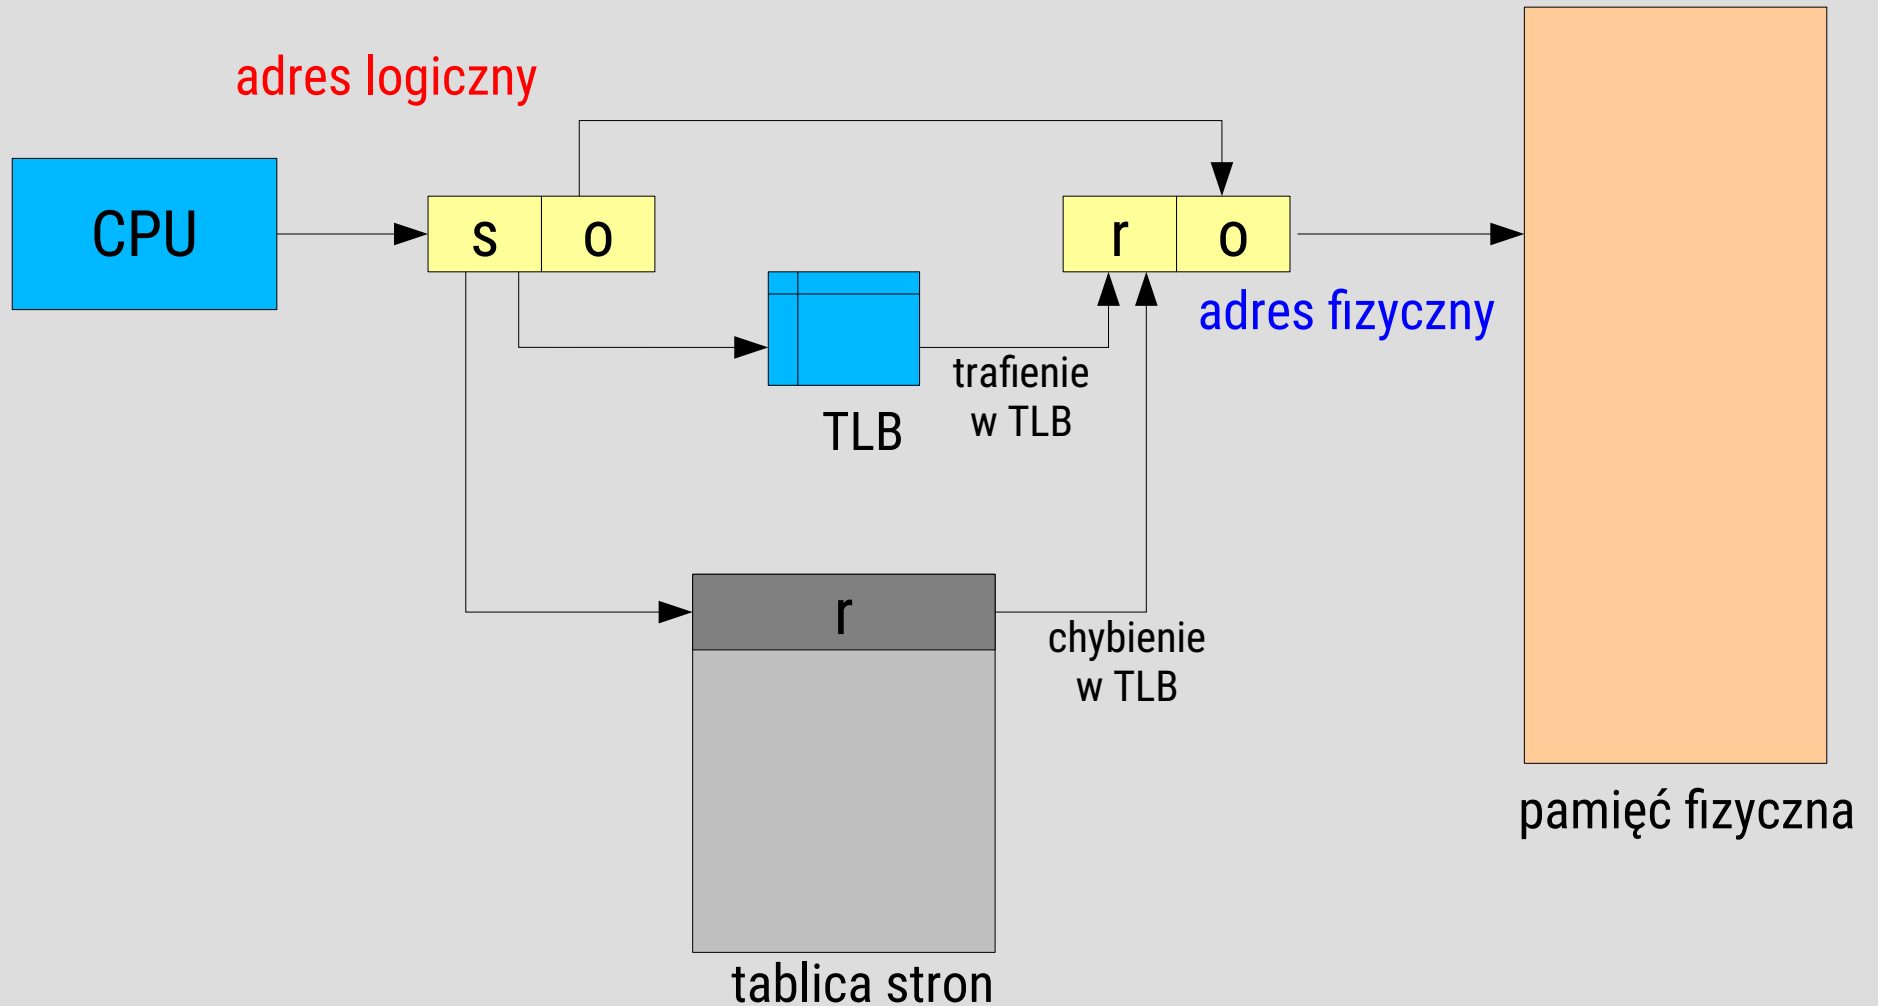 adres logiczny
CPU
s
o
r
o
adres fizyczny
trafienie
w TLB
TLB
r
chybienie
w TLB
pamięć fizyczna
tablica stron